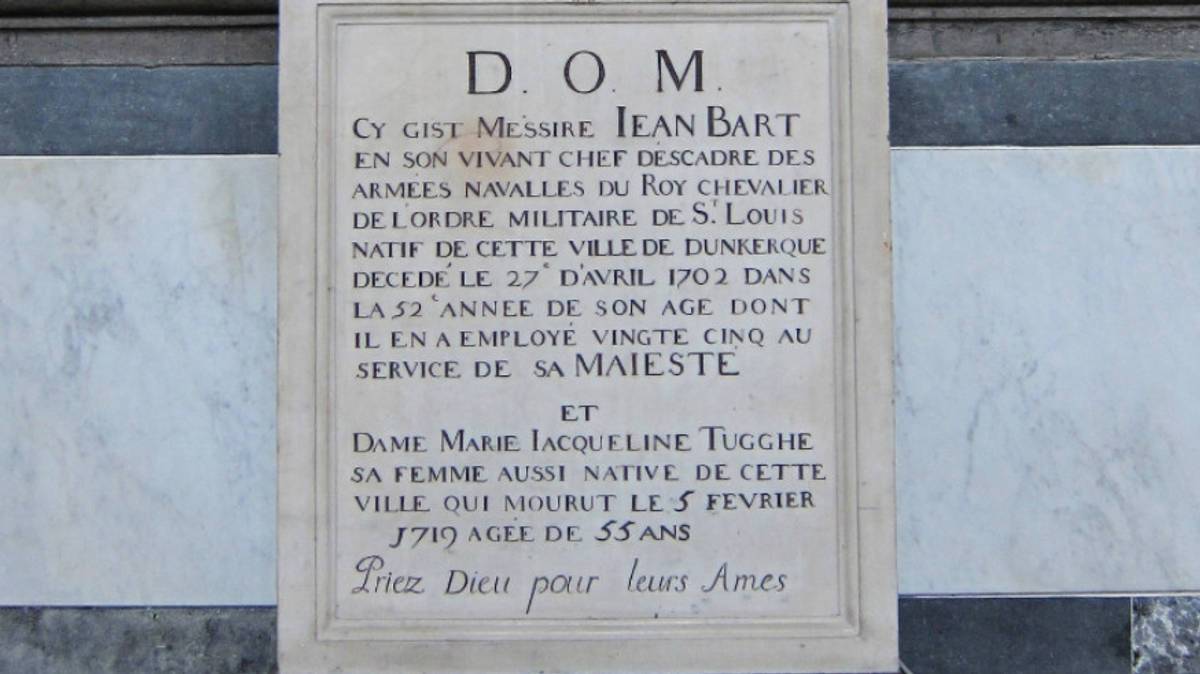 D. O. M.
CY GIST MESSIRE IEAN BART
EN SON VIVANT CHEF DESCADRE DES
ARMEES NAVALLES DU ROY CHEVALIER
DE L'ORDRE MILITAIRE DE ST. LOUIS
NATIF DE CETTE VILLE DE DUNKERQUE
DECEDÉ LE 27e D'AVRIL 1702 DANS
LA 52e ANNEE DE SON AGE DONT
IL EN A EMPLOYÉ VINGTE CINQ AU
SERVICE DE SA MAIESTÉ
ET
DAME MARIE IACQUELINE TUGGHE
SA FEMME AUSSI NATIVE DE CETTE
VILLE QUI MOURUT LE 5 FEVRIER
1719 AGÉE DE 55 ANS
Priez Dieu pour leurs Ames